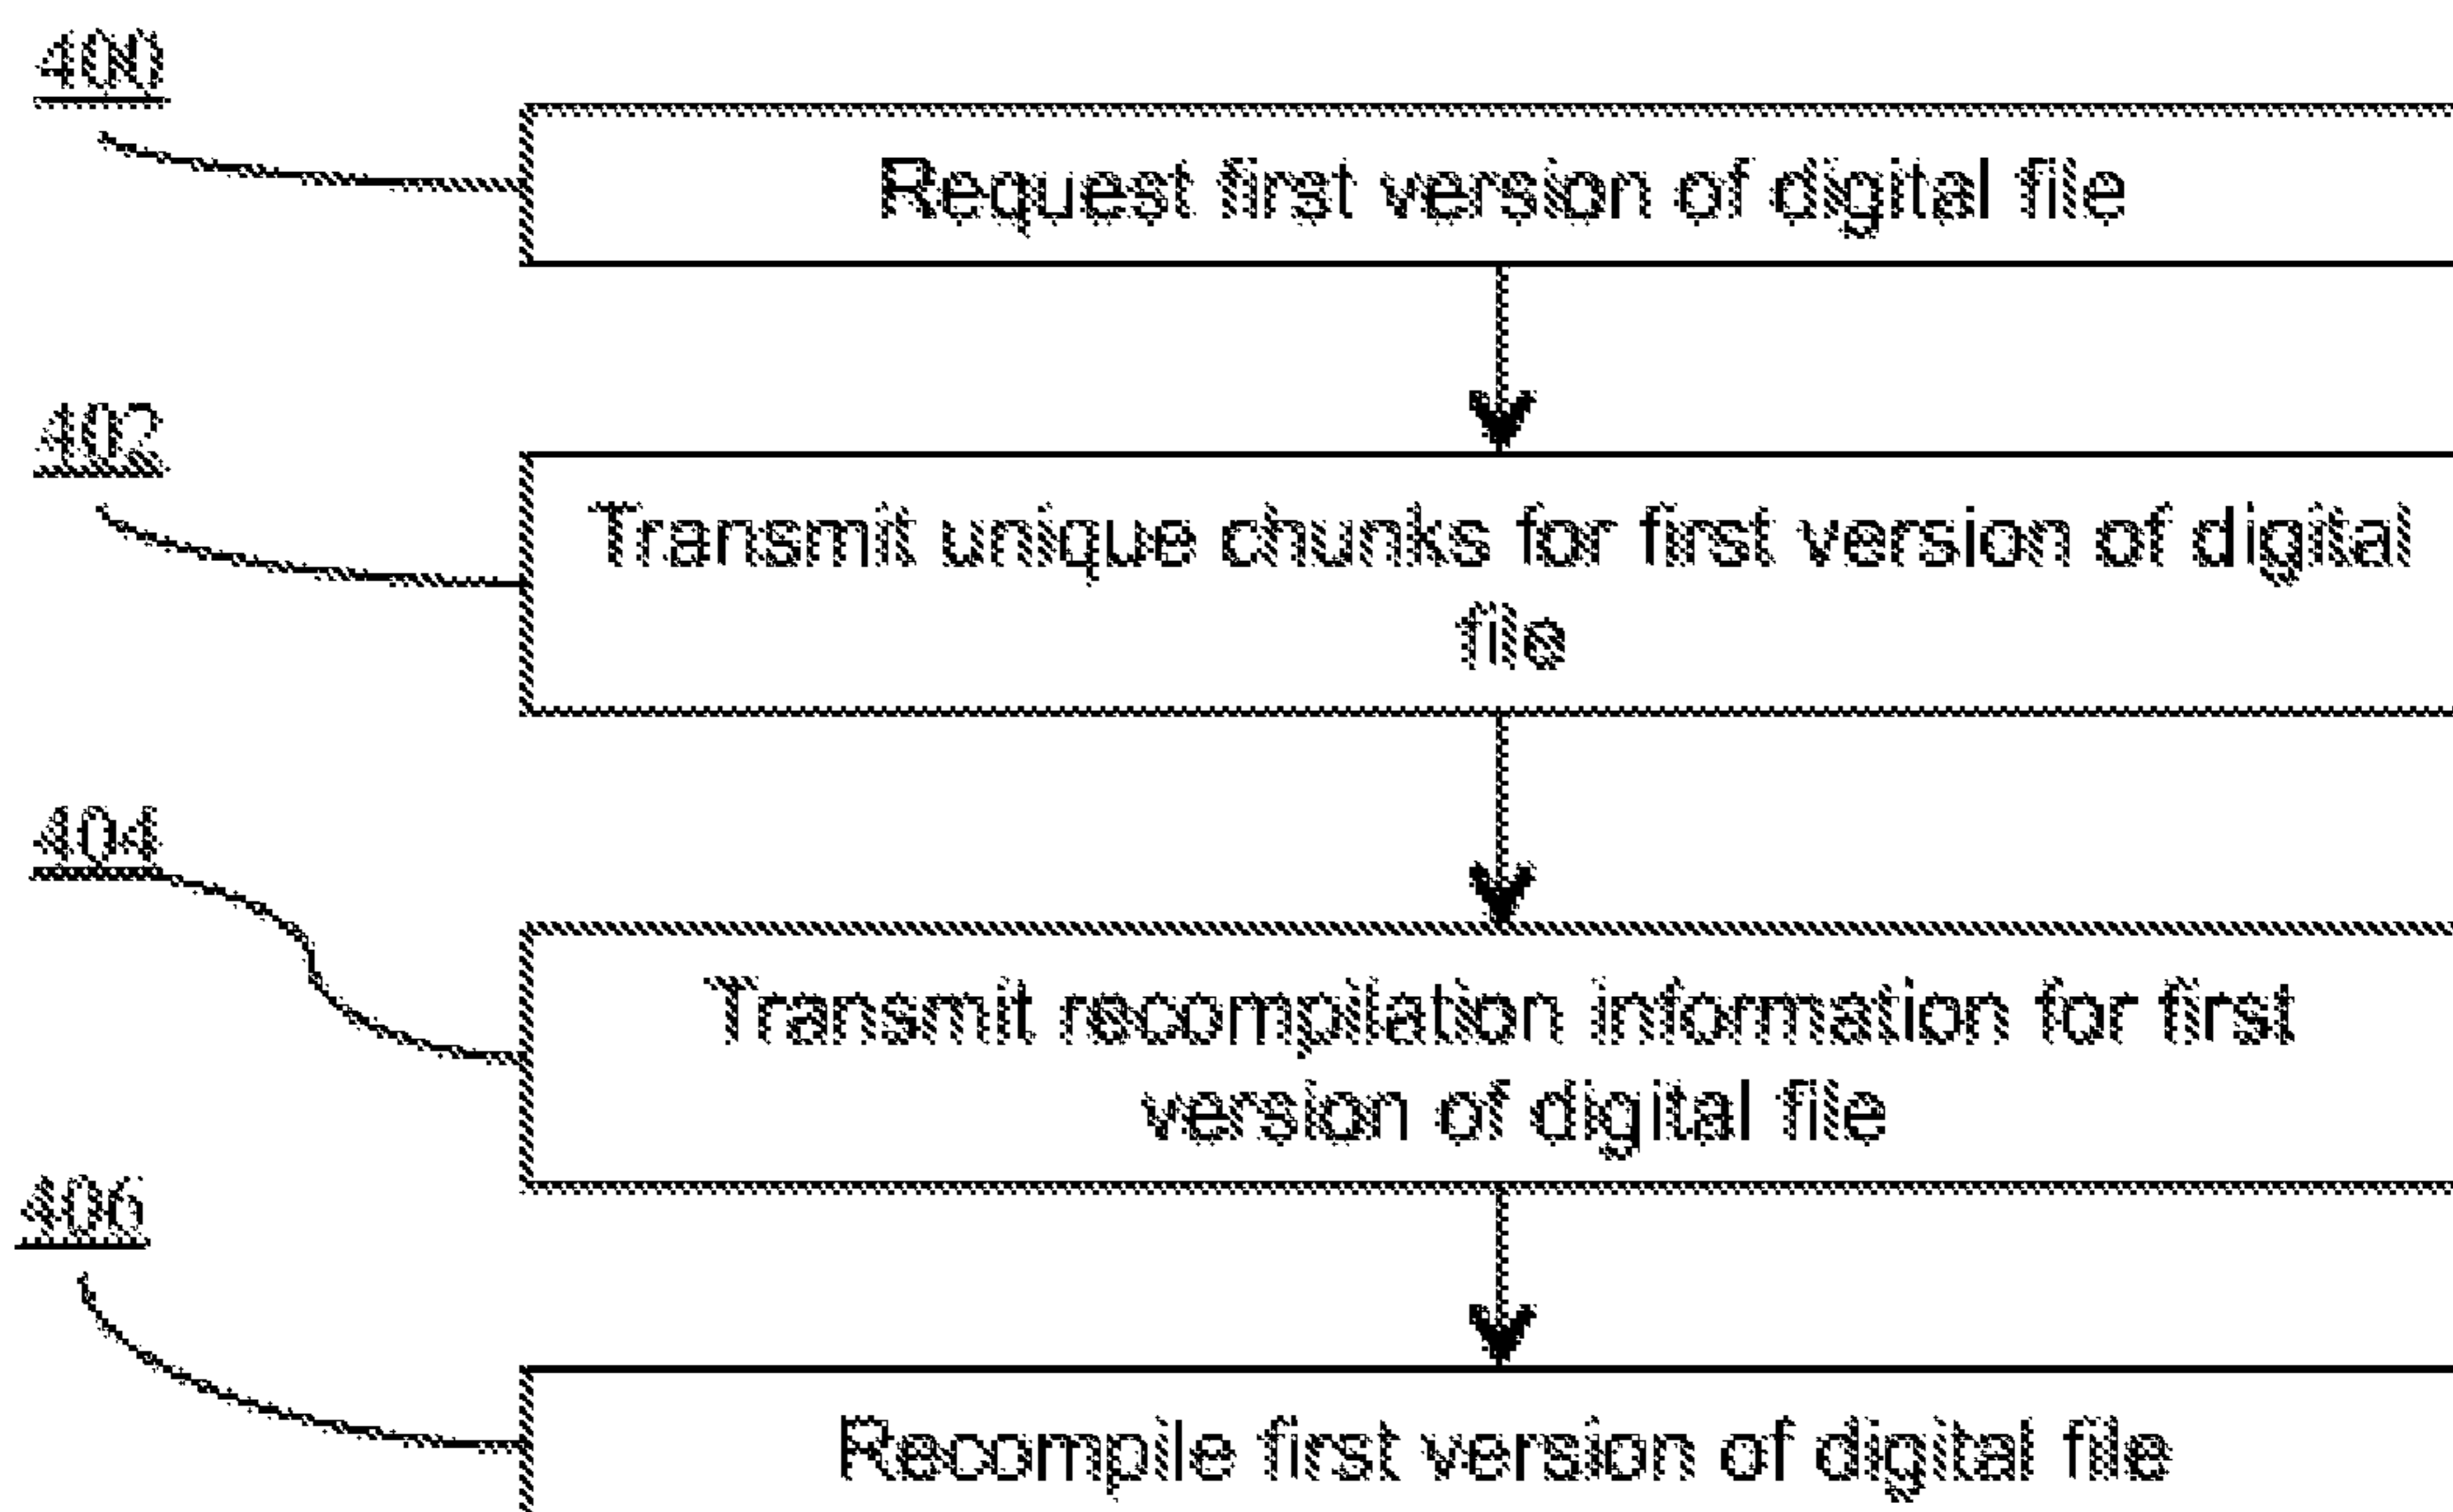 400
Request first version of digital file
402
Transmit unique chunks for first version of digital
file
404
Transmit recompilation information for first
version of digital file
406
Recompile first version of digital file